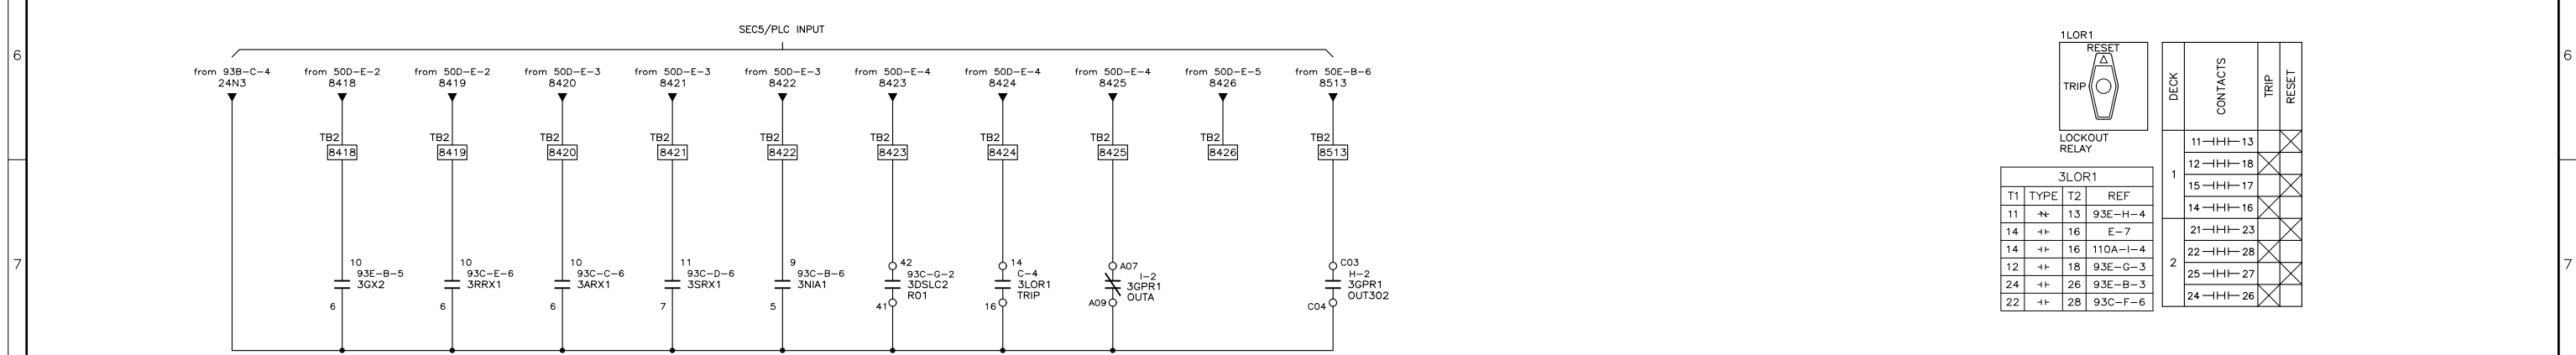 SEC5/PLC INPUT
6
6
from 93B-C-4
24N3
from 50D-E-2
8418
from 50D-E-2
8419
from 50D-E-3
8420
from 50D-E-3
8421
from 50D-E-3
8422
from 50D-E-4
8423
from 50D-E-4
8424
from 50D-E-4
8425
from 50D-E-5
8426
from 50E-B-6
8513
TB2
8418
TB2
8419
TB2
8420
TB2
8421
TB2
8422
TB2
8423
TB2
8424
TB2
8425
TB2
8426
TB2
8513
7
7
10
93E-B-5
3GX2
6
10
93C-E-6
3RRX1
6
10
93C-C-6
3ARX1
6
11
93C-D-6
3SRX1
7
9
93C-B-6
3NIA1
5
42
93C-G-2
3DSLC2
R01
41
14
C-4
3LOR1
TRIP
16
A07
I-2
3GPR1
OUTA
A09
C03
H-2
3GPR1
OUT302
C04
1LOR1
RESET
TRIP
LOCKOUT
RELAY
3LOR1
T1 TYPE T2 REF
11 13 93E-H-4
14 16 E-7
14 16 110A-I-4
12 18 93E-G-3
24 26 93E-B-3
22 28 93C-F-6
DECK CONTACTS TRIP RESET
1
11 13
12 18
15 17
14 16
2
21 23
22 28
25 27
24 26